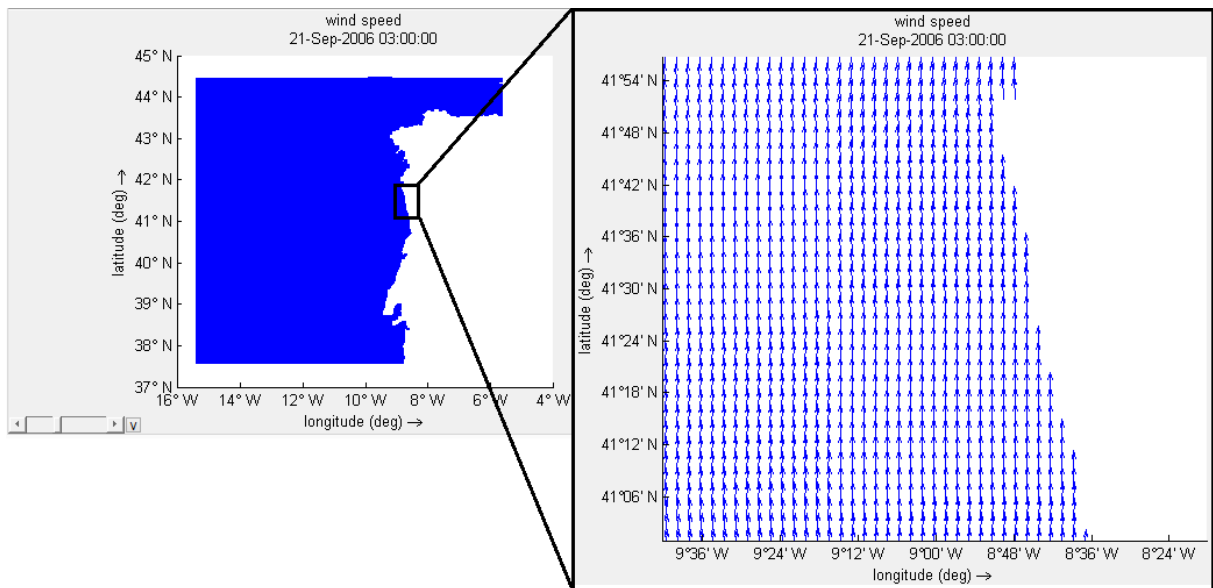 wind speed
21-Sep-2006 03:00:00
45° N
44° N
43° N
42° N
41° N
40° N
39° N
38° N
37° N
latitude (deg) →
16° W
14° W
12° W
10° W
8° W
6° W
4° W
longitude (deg) →
V
wind speed
21-Sep-2006 03:00:00
41°54' N
41°48' N
41°42' N
41°36' N
41°30' N
41°24' N
41°18' N
41°12' N
41°06' N
latitude (deg) →
9°36' W
9°24' W
9°12' W
9°00' W
8°48' W
8°36' W
8°24' W
longitude (deg) →